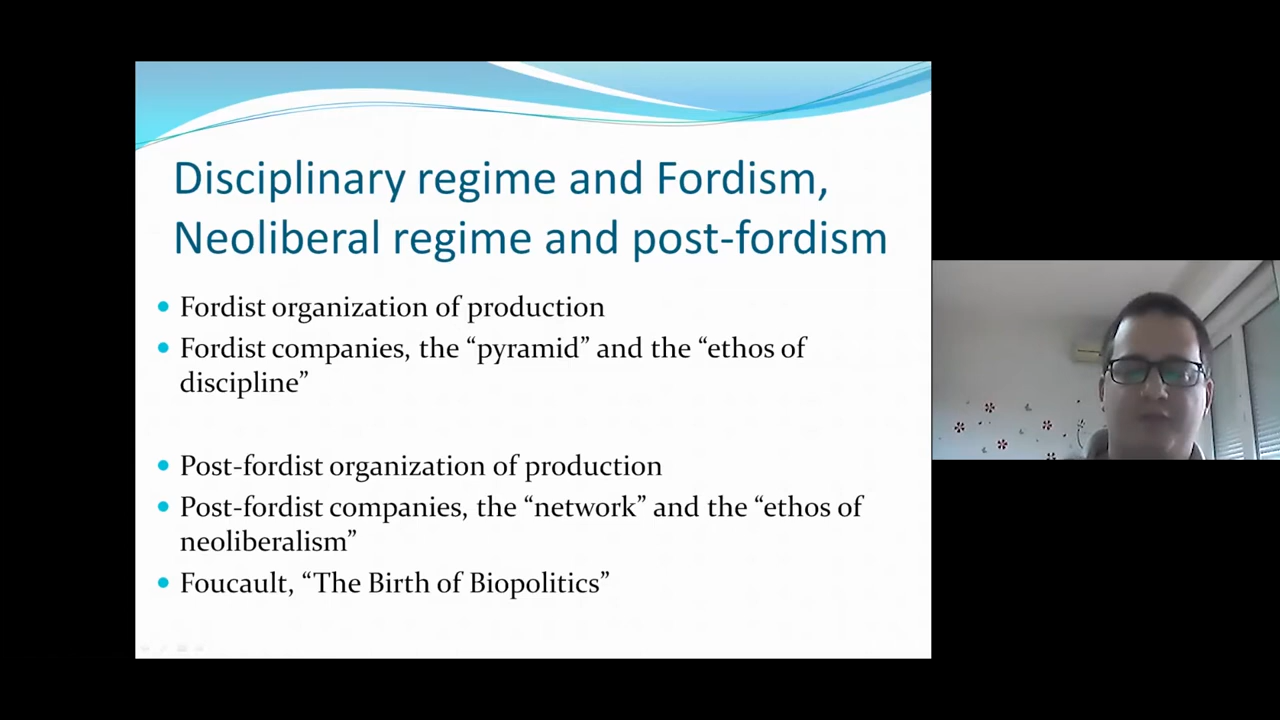 Disciplinary regime and Fordism,
Neoliberal regime and post-fordism
• Fordist organization of production
• Fordist companies, the “pyramid” and the “ethos of
discipline”
• Post-fordist organization of production
• Post-fordist companies, the “network” and the “ethos of
neoliberalism”
• Foucault, “The Birth of Biopolitics”